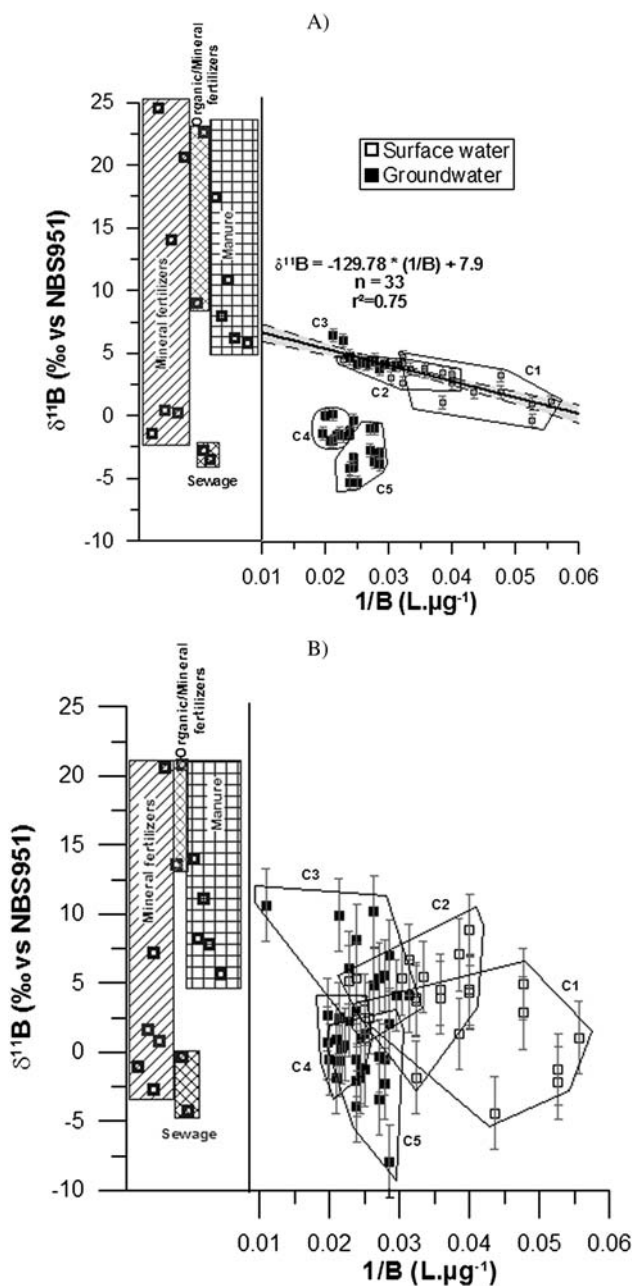 A)
Organic/Mineral
fertilizers
25
20
15
10
5
0
-5
-10
δ¹¹B (‰ vs NBS951)
Mineral fertilizers
Manure
Sewage
Surface water
Groundwater
δ¹¹B = -129.78 * (1/B) + 7.9
n = 33
r²=0.75
C3
C1
C2
C4
C5
0.01 0.02 0.03 0.04 0.05 0.06
1/B (L.µg⁻¹)
B)
Organic/Mineral
fertilizers
25
20
15
10
5
0
-5
-10
δ¹¹B (‰ vs NBS951)
Mineral fertilizers
Manure
Sewage
C3
C2
C1
C4
C5
0.01 0.02 0.03 0.04 0.05 0.06
1/B (L.µg⁻¹)